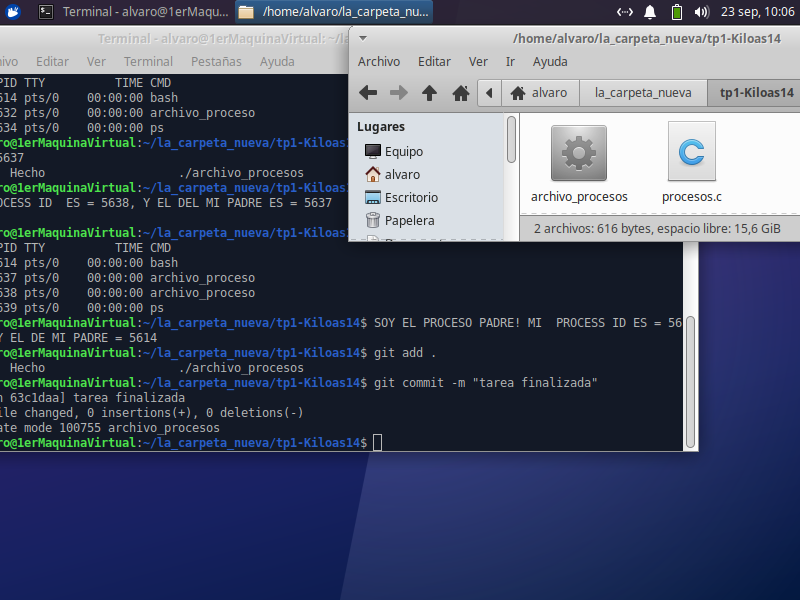 Terminal - alvaro@1erMaqu...
/home/alvaro/la_carpeta_nu...
23 sep, 10:06
Terminal - alvaro@1erMaquinaVirtual: ~/la
ivo Editar Ver Terminal Pestañas Ayuda
PID TTY TIME CMD
614 pts/0 00:00:00 bash
632 pts/0 00:00:00 archivo_proceso
634 pts/0 00:00:00 ps
ro@1erMaquinaVirtual:~/la_carpeta_nueva/tp1-
5637
Hecho ./archivo_procesos
ro@1erMaquinaVirtual:~/la_carpeta_nueva/tp1-
OCESS ID ES = 5638, Y EL DEL MI PADRE ES = 5637
ro@1erMaquinaVirtual:~/la_carpeta_nueva/tp1-
PID TTY TIME CMD
614 pts/0 00:00:00 bash
637 pts/0 00:00:00 archivo_proceso
638 pts/0 00:00:00 archivo_proceso
639 pts/0 00:00:00 ps
ro@1erMaquinaVirtual:~/la_carpeta_nueva/tp1-Kiloas14$ SOY EL PROCESO PADRE! MI PROCESS ID ES = 56
Y EL DE MI PADRE = 5614
ro@1erMaquinaVirtual:~/la_carpeta_nueva/tp1-Kiloas14$ git add .
Hecho ./archivo_procesos
ro@1erMaquinaVirtual:~/la_carpeta_nueva/tp1-Kiloas14$ git commit -m "tarea finalizada"
n 63c1daa] tarea finalizada
ile changed, 0 insertions(+), 0 deletions(-)
ate mode 100755 archivo_procesos
ro@1erMaquinaVirtual:~/la_carpeta_nueva/tp1-Kiloas14$
/home/alvaro/la_carpeta_nueva/tp1-Kiloas14
Archivo Editar Ver Ir Ayuda
alvaro la_carpeta_nueva tp1-Kiloas14
Lugares
Equipo
alvaro
Escritorio
Papelera
archivo_procesos
procesos.c
2 archivos: 616 bytes, espacio libre: 15,6 GiB